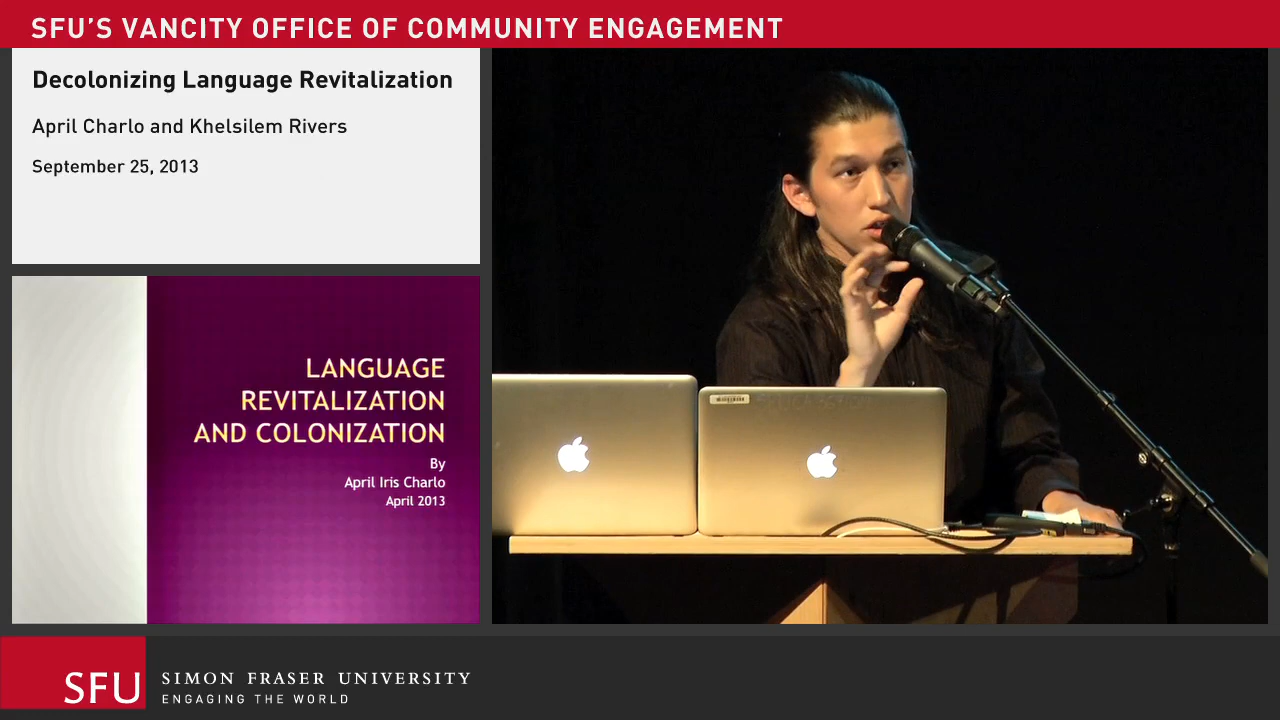 SFU'S VANCITY OFFICE OF COMMUNITY ENGAGEMENT
Decolonizing Language Revitalization
April Charlo and Khelsilem Rivers
September 25, 2013
LANGUAGE
REVITALIZATION
AND COLONIZATION
By
April Iris Charlo
April 2013
SFU
SIMON FRASER UNIVERSITY
ENGAGING THE WORLD